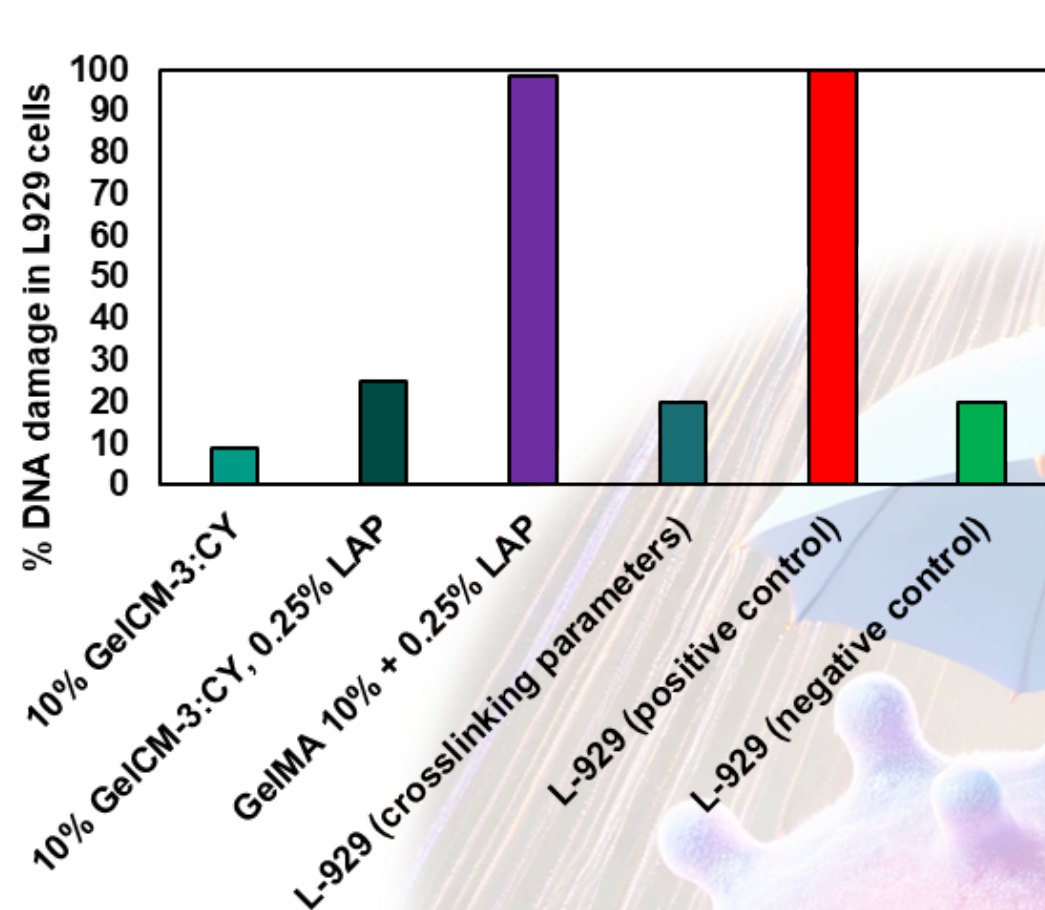 % DNA damage in L929 cells
100
90
80
70
60
50
40
30
20
10
0
10% GelCM-3:CY
10% GelCM-3:CY, 0.25% LAP
GelMA 10% + 0.25% LAP
L-929 (crosslinking parameters)
L-929 (positive control)
L-929 (negative control)